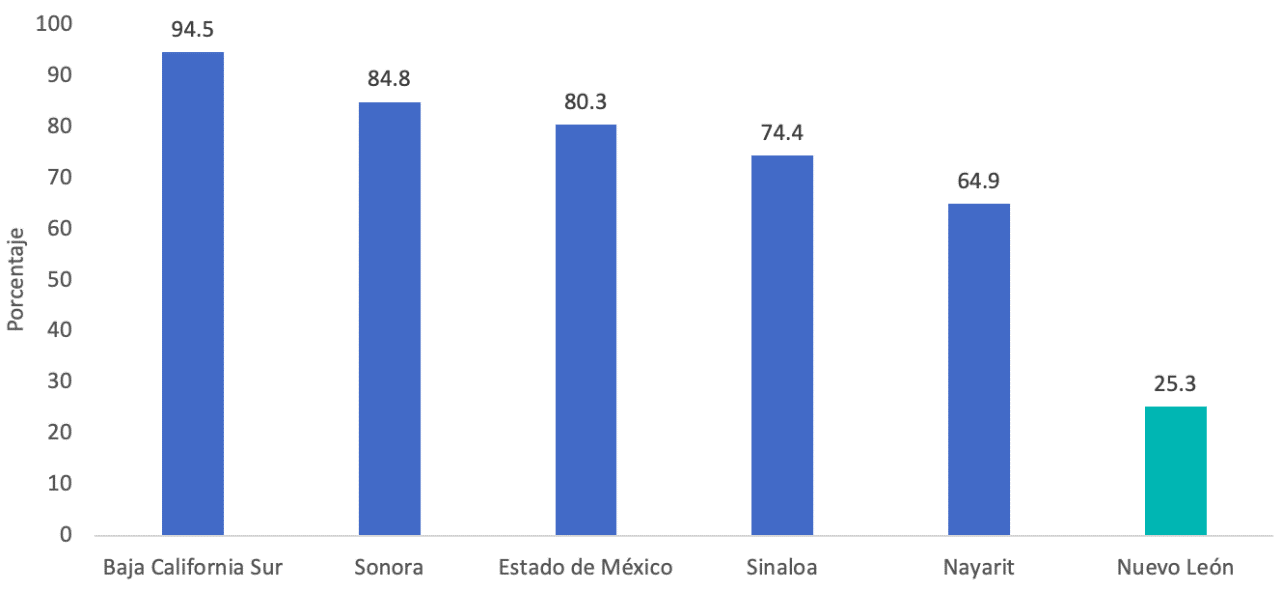 Porcentaje
100
90
80
70
60
50
40
30
20
10
0
94.5
84.8
80.3
74.4
64.9
25.3
Baja California Sur
Sonora
Estado de México
Sinaloa
Nayarit
Nuevo León